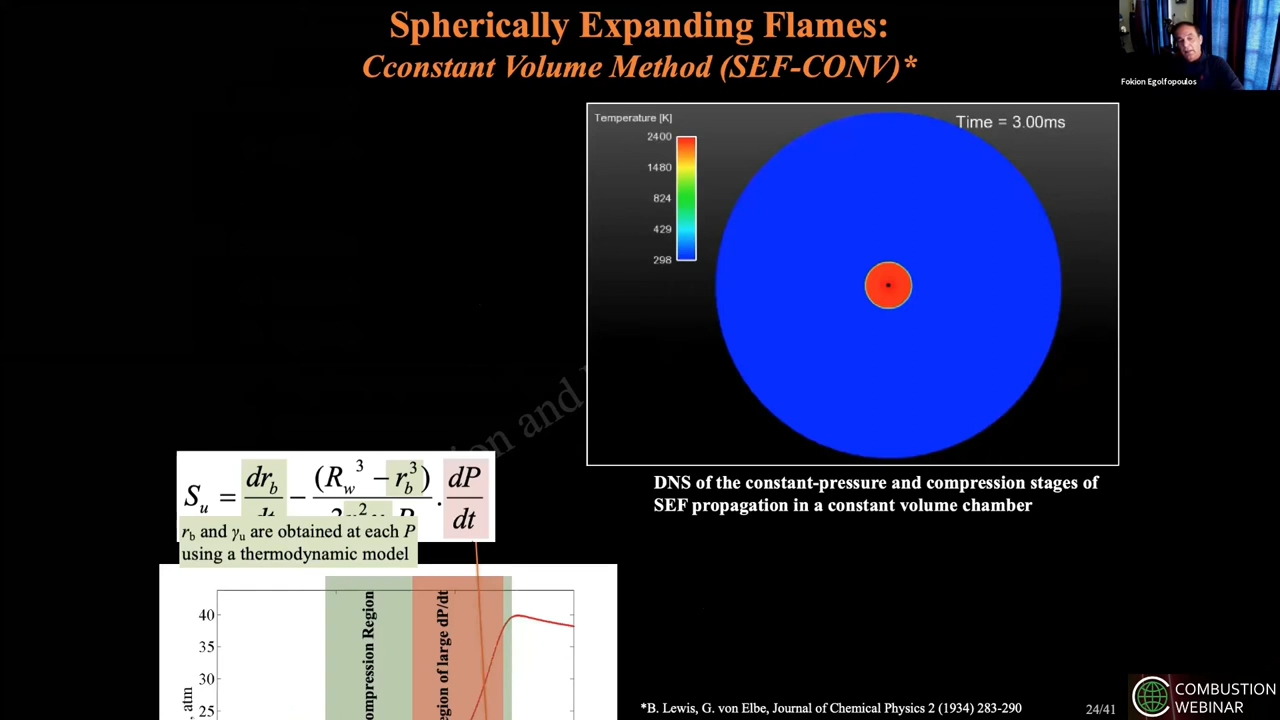 Spherically Expanding Flames:
Cconstant Volume Method (SEF-CONV)*
Fokion Egolfopoulos
Temperature [K]
Time = 3.00ms
2400
1480
824
429
298
ion and
DNS of the constant-pressure and compression stages of
SEF propagation in a constant volume chamber
S_u = dr_b/dt − (R_w^3 − r_b^3) . dP/dt
r_b and γ_u are obtained at each P
using a thermodynamic model
40
35
30
25
, atm
ompression Region
egion of large dP/dt
*B. Lewis, G. von Elbe, Journal of Chemical Physics 2 (1934) 283-290
24/41
COMBUSTION
WEBINAR